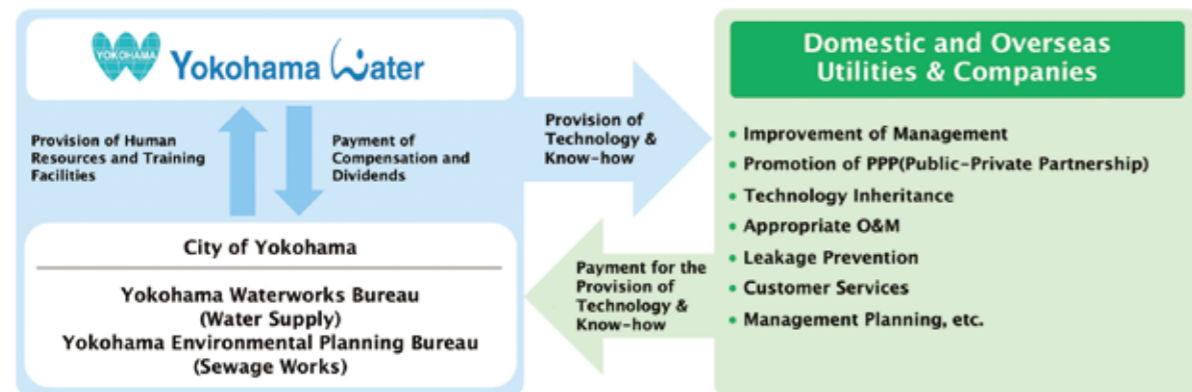 YOKOHAMA
Yokohama Water
Provision of Human
Resources and Training
Facilities
Payment of
Compensation and
Dividends
City of Yokohama
Yokohama Waterworks Bureau
(Water Supply)
Yokohama Environmental Planning Bureau
(Sewage Works)
Provision of
Technology &
Know-how
Payment for the
Provision of
Technology &
Know-how
Domestic and Overseas
Utilities & Companies
• Improvement of Management
• Promotion of PPP(Public-Private Partnership)
• Technology Inheritance
• Appropriate O&M
• Leakage Prevention
• Customer Services
• Management Planning, etc.